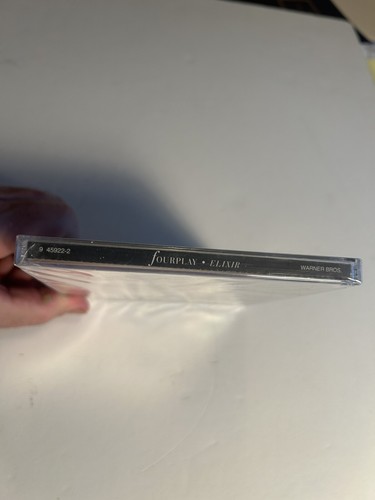 9 45922-2 fOURPLAY • ELIXIR WARNER BROS.